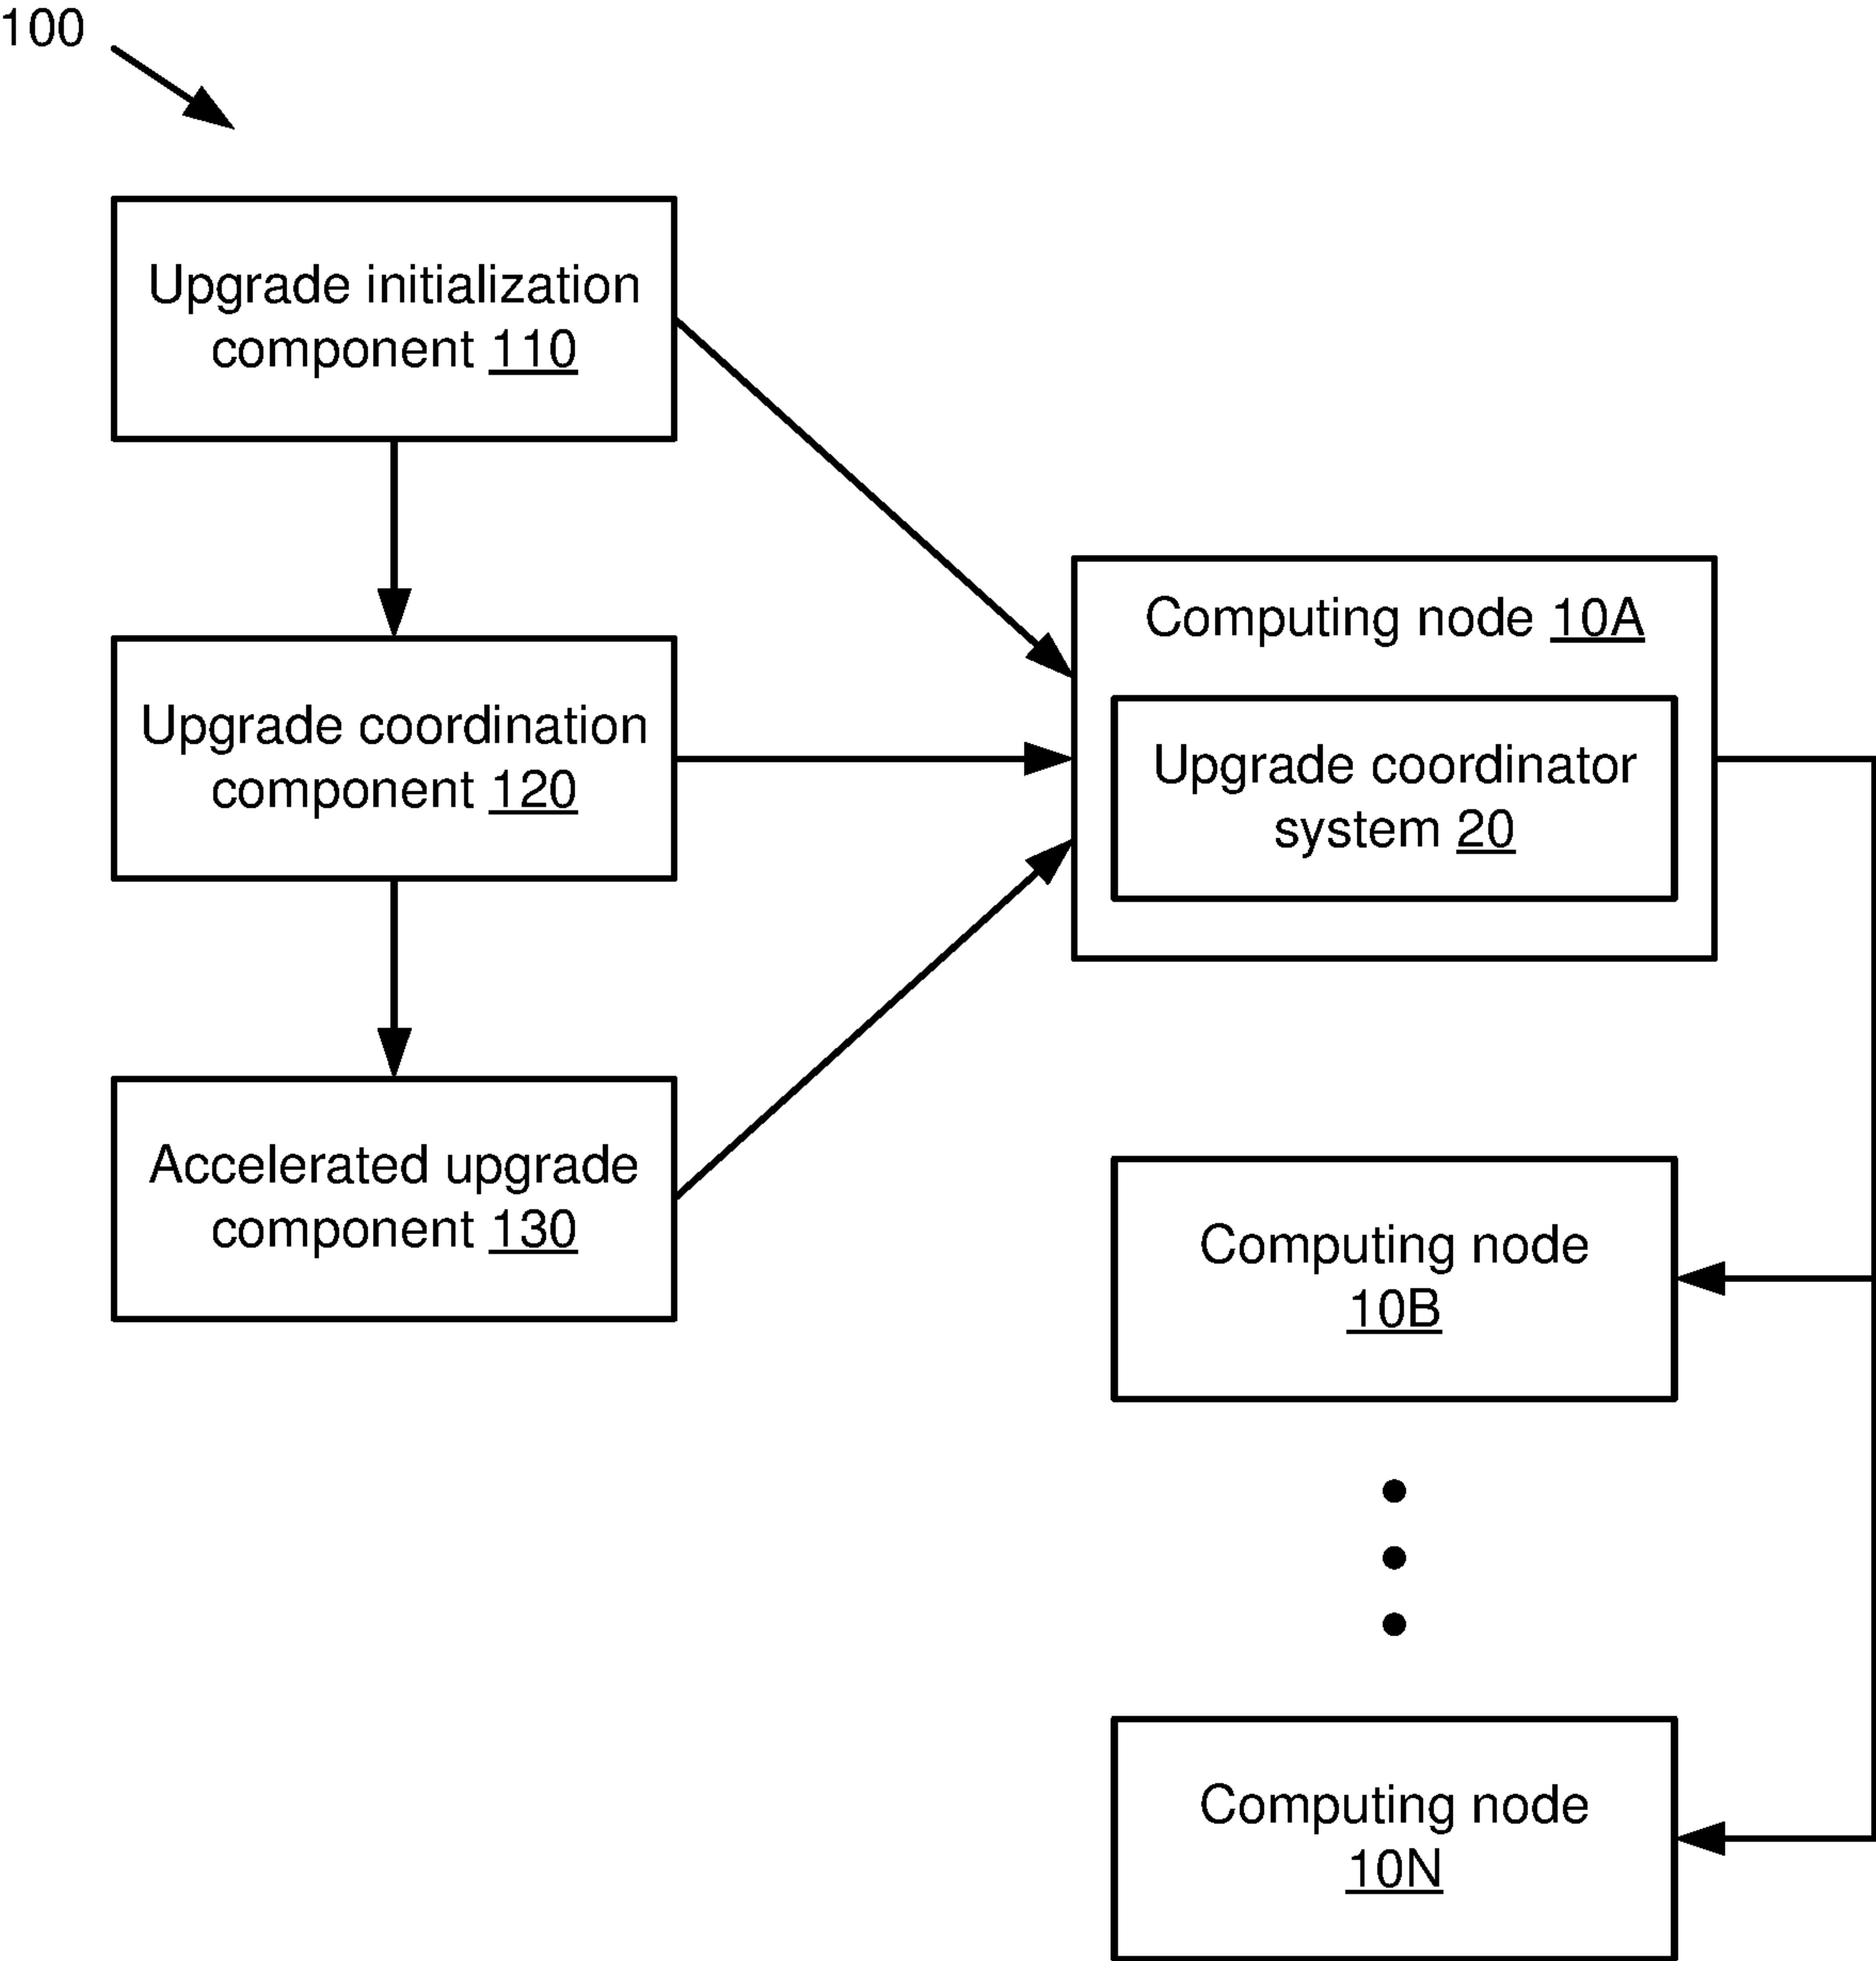 100
Upgrade initialization
component 110
Upgrade coordination
component 120
Accelerated upgrade
component 130
Computing node 10A
Upgrade coordinator
system 20
Computing node
10B
Computing node
10N